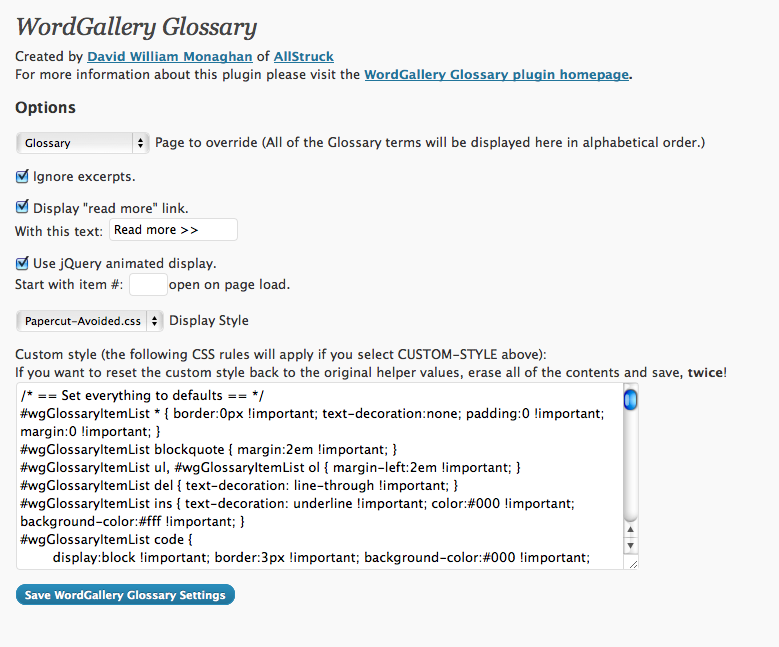 WordGallery Glossary
Created by David William Monaghan of AllStruck
For more information about this plugin please visit the WordGallery Glossary plugin homepage.
Options
Glossary Page to override (All of the Glossary terms will be displayed here in alphabetical order.)
Ignore excerpts.
Display "read more" link.
With this text: Read more >>
Use jQuery animated display.
Start with item #: open on page load.
Papercut-Avoided.css Display Style
Custom style (the following CSS rules will apply if you select CUSTOM-STYLE above):
If you want to reset the custom style back to the original helper values, erase all of the contents and save, twice!
/* == Set everything to defaults == */
#wgGlossaryItemList * { border:0px !important; text-decoration:none; padding:0 !important;
margin:0 !important; }
#wgGlossaryItemList blockquote { margin:2em !important; }
#wgGlossaryItemList ul, #wgGlossaryItemList ol { margin-left:2em !important; }
#wgGlossaryItemList del { text-decoration: line-through !important; }
#wgGlossaryItemList ins { text-decoration: underline !important; color:#000 !important;
background-color:#fff !important; }
#wgGlossaryItemList code {
display:block !important; border:3px !important; background-color:#000 !important;
Save WordGallery Glossary Settings